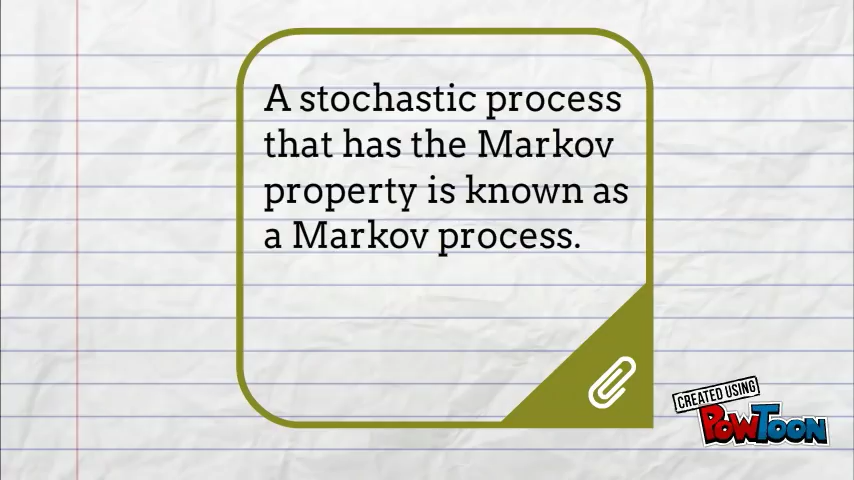 A stochastic process
that has the Markov
property is known as
a Markov process.
CREATED USING
POWTOON